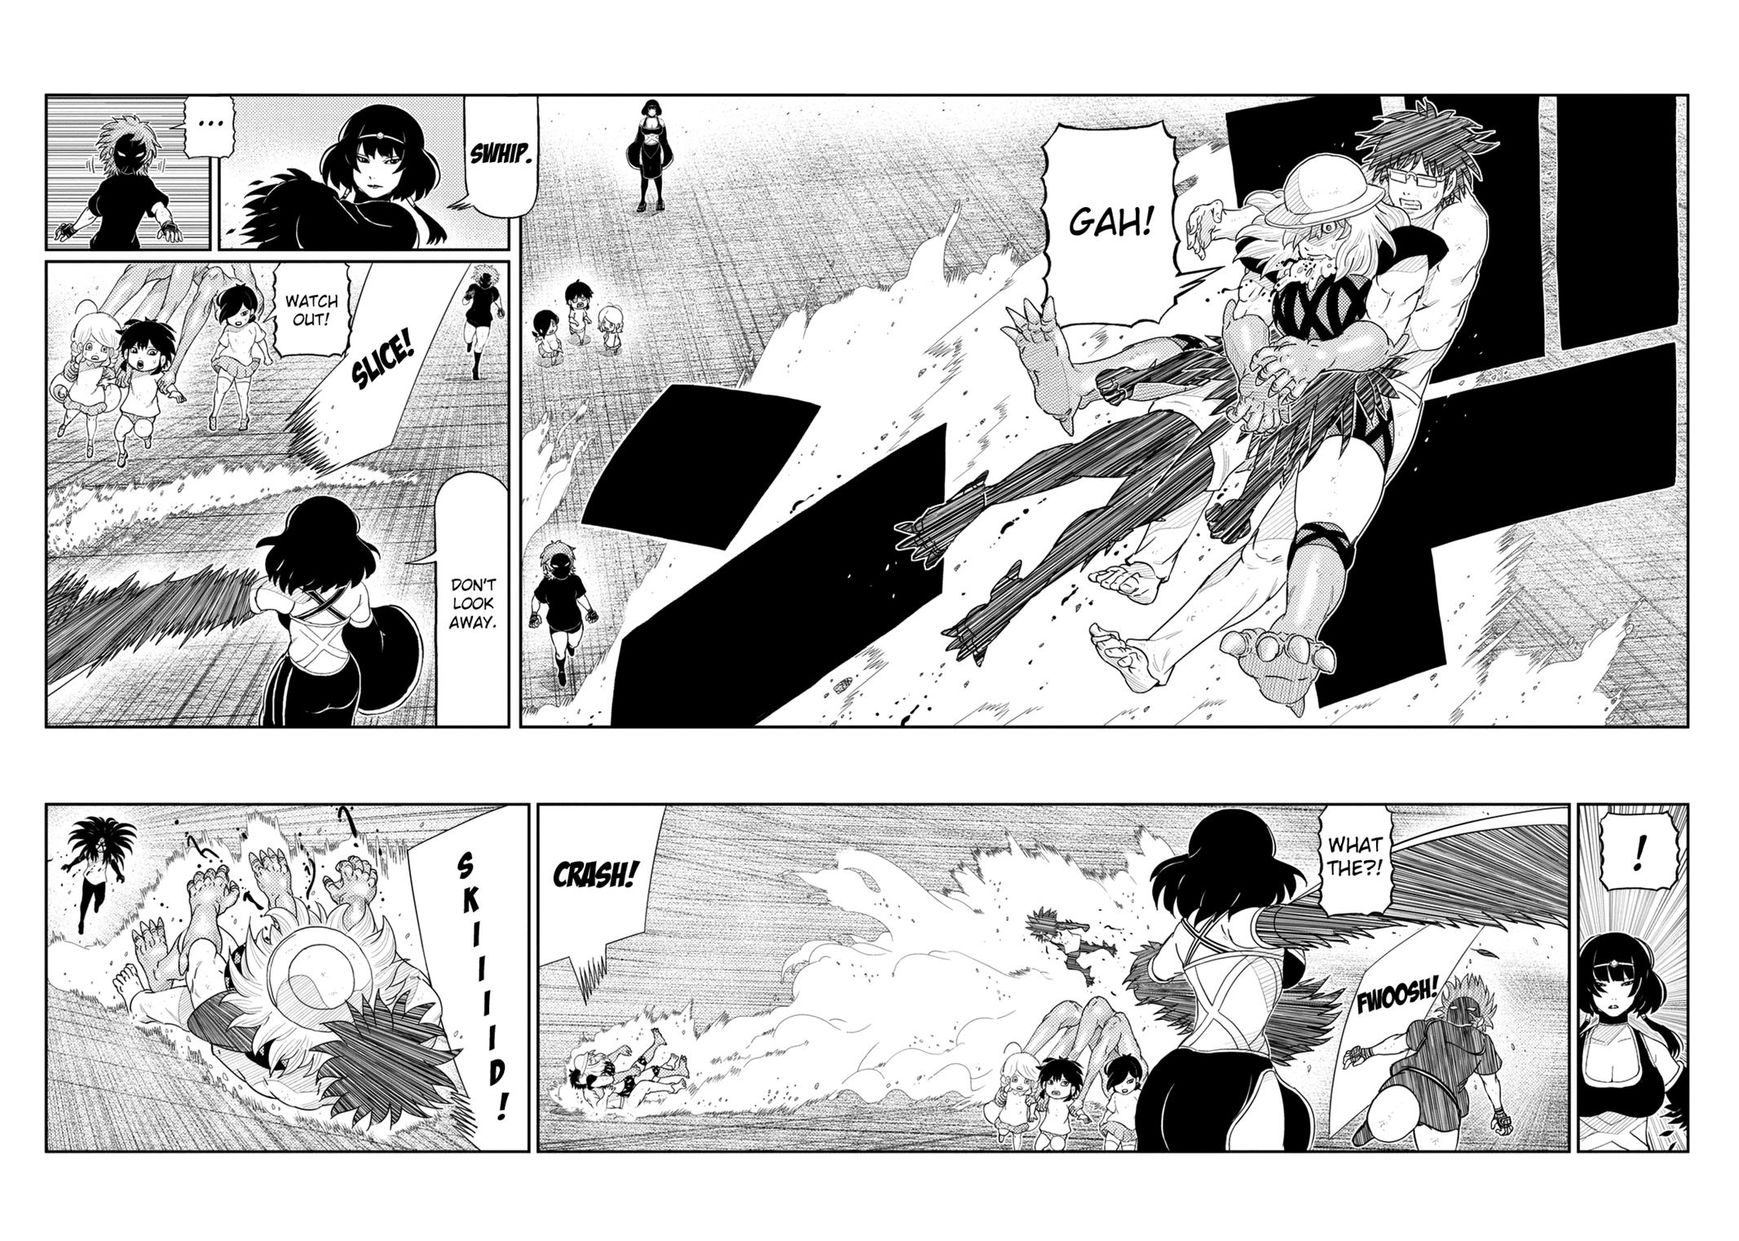 GAH!
SWHIP.
...
WATCH
OUT!
SLICE!
DON'T
LOOK
AWAY.
!
WHAT
THE?!
FWOOSH!
CRASH!
SKIIIID!